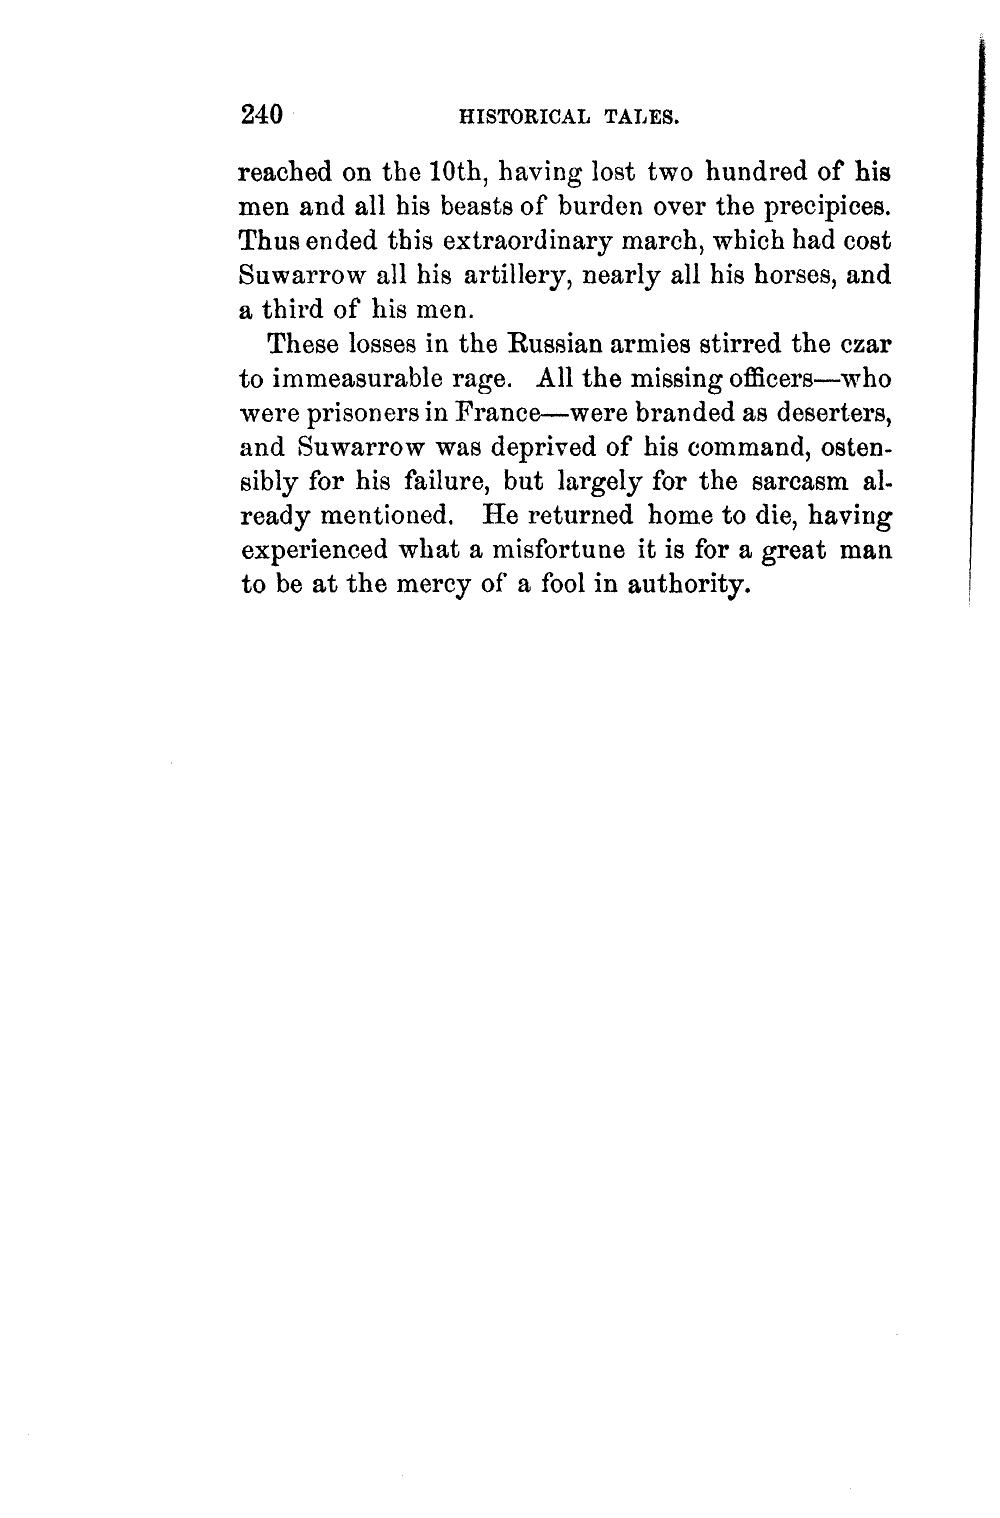 240 HISTORICAL TALES.
reached on the 10th, having lost two hundred of his
men and all his beasts of burden over the precipices.
Thus ended this extraordinary march, which had cost
Suwarrow all his artillery, nearly all his horses, and
a third of his men.
These losses in the Russian armies stirred the czar
to immeasurable rage. All the missing officers—who
were prisoners in France—were branded as deserters,
and Suwarrow was deprived of his command, osten-
sibly for his failure, but largely for the sarcasm al-
ready mentioned. He returned home to die, having
experienced what a misfortune it is for a great man
to be at the mercy of a fool in authority.